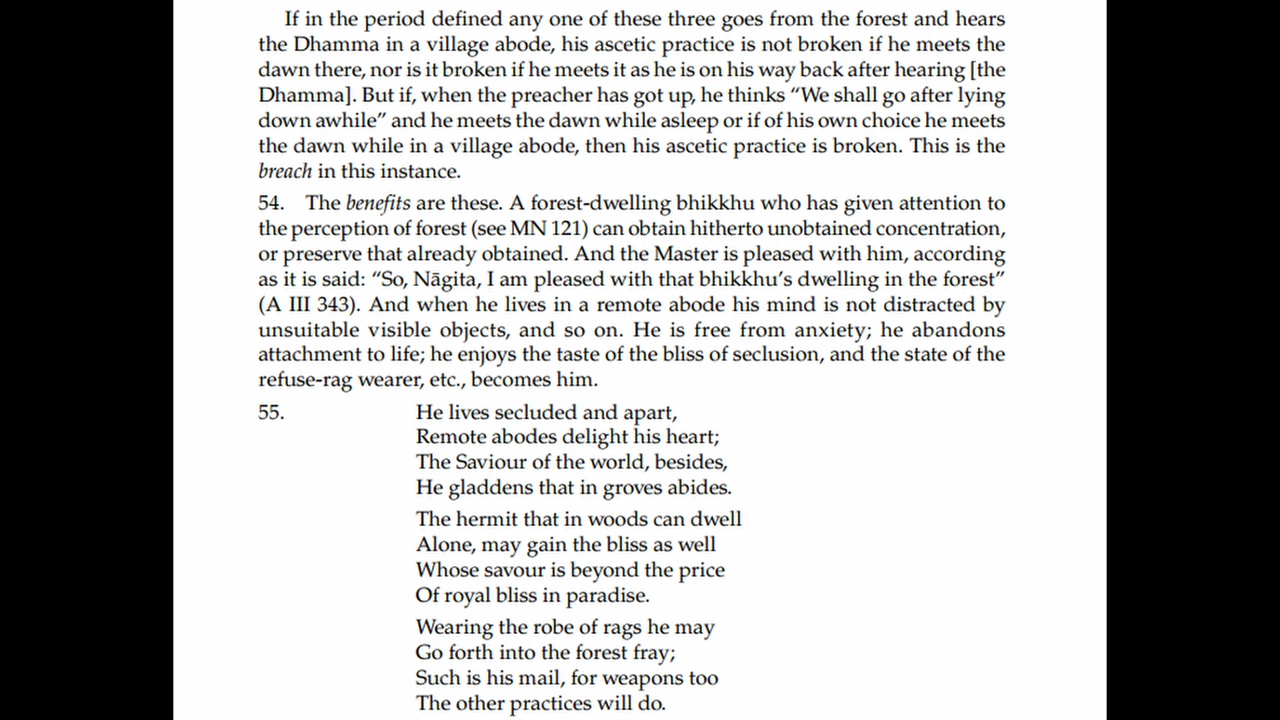 If in the period defined any one of these three goes from the forest and hears
the Dhamma in a village abode, his ascetic practice is not broken if he meets the
dawn there, nor is it broken if he meets it as he is on his way back after hearing [the
Dhamma]. But if, when the preacher has got up, he thinks “We shall go after lying
down awhile” and he meets the dawn while asleep or if of his own choice he meets
the dawn while in a village abode, then his ascetic practice is broken. This is the
breach in this instance.
54. The benefits are these. A forest-dwelling bhikkhu who has given attention to
the perception of forest (see MN 121) can obtain hitherto unobtained concentration,
or preserve that already obtained. And the Master is pleased with him, according
as it is said: “So, Nāgita, I am pleased with that bhikkhu’s dwelling in the forest”
(A III 343). And when he lives in a remote abode his mind is not distracted by
unsuitable visible objects, and so on. He is free from anxiety; he abandons
attachment to life; he enjoys the taste of the bliss of seclusion, and the state of the
refuse-rag wearer, etc., becomes him.
55. He lives secluded and apart,
Remote abodes delight his heart;
The Saviour of the world, besides,
He gladdens that in groves abides.
The hermit that in woods can dwell
Alone, may gain the bliss as well
Whose savour is beyond the price
Of royal bliss in paradise.
Wearing the robe of rags he may
Go forth into the forest fray;
Such is his mail, for weapons too
The other practices will do.